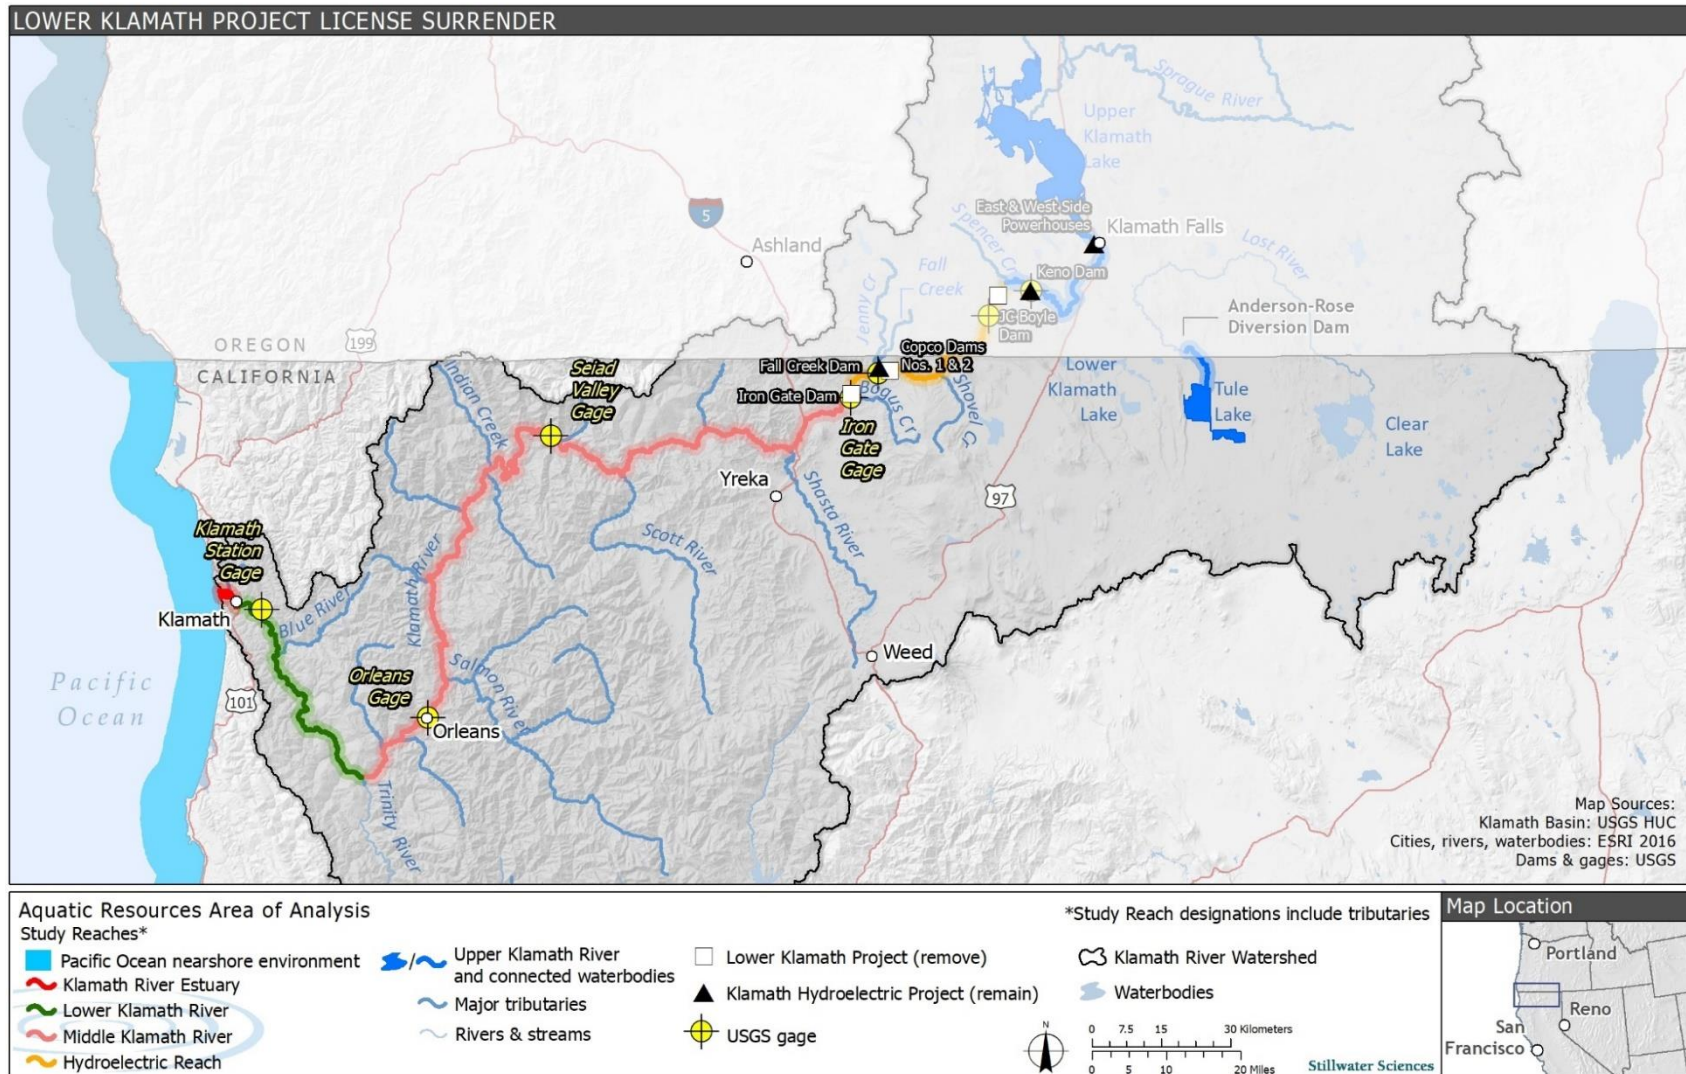 LOWER KLAMATH PROJECT LICENSE SURRENDER
Sprague River
Upper
Klamath
Lake
5
East & West Side
Powerhouses
Klamath Falls
Ashland
Spencer Cr
Lost River
Keno Dam
Fall
Creek
Jenny Cr
JC Boyle
Dam
Anderson-Rose
Diversion Dam
199
OREGON
CALIFORNIA
Copco Dams
Nos. 1 & 2
Fall Creek Dam
Iron Gate Dam
Seiad
Valley
Gage
Indian Creek
Bogus Cr
Shovel Cr
Iron
Gate
Gage
Lower
Klamath
Lake
Tule
Lake
Clear
Lake
Yreka
97
Shasta River
Scott River
Klamath
Station
Gage
Klamath
Blue River
Klamath River
Weed
Salmon River
Orleans
Gage
Orleans
101
Pacific
Ocean
Trinity River
Map Sources:
Klamath Basin: USGS HUC
Cities, rivers, waterbodies: ESRI 2016
Dams & gages: USGS
Aquatic Resources Area of Analysis
Study Reaches*
Pacific Ocean nearshore environment
Klamath River Estuary
Lower Klamath River
Middle Klamath River
Hydroelectric Reach
/
Upper Klamath River
and connected waterbodies
Major tributaries
Rivers & streams
Lower Klamath Project (remove)
Klamath Hydroelectric Project (remain)
USGS gage
*Study Reach designations include tributaries
Klamath River Watershed
Waterbodies
N
0 7.5 15 30 Kilometers
0 5 10 20 Miles
Stillwater Sciences
Map Location
Portland
Reno
San
Francisco